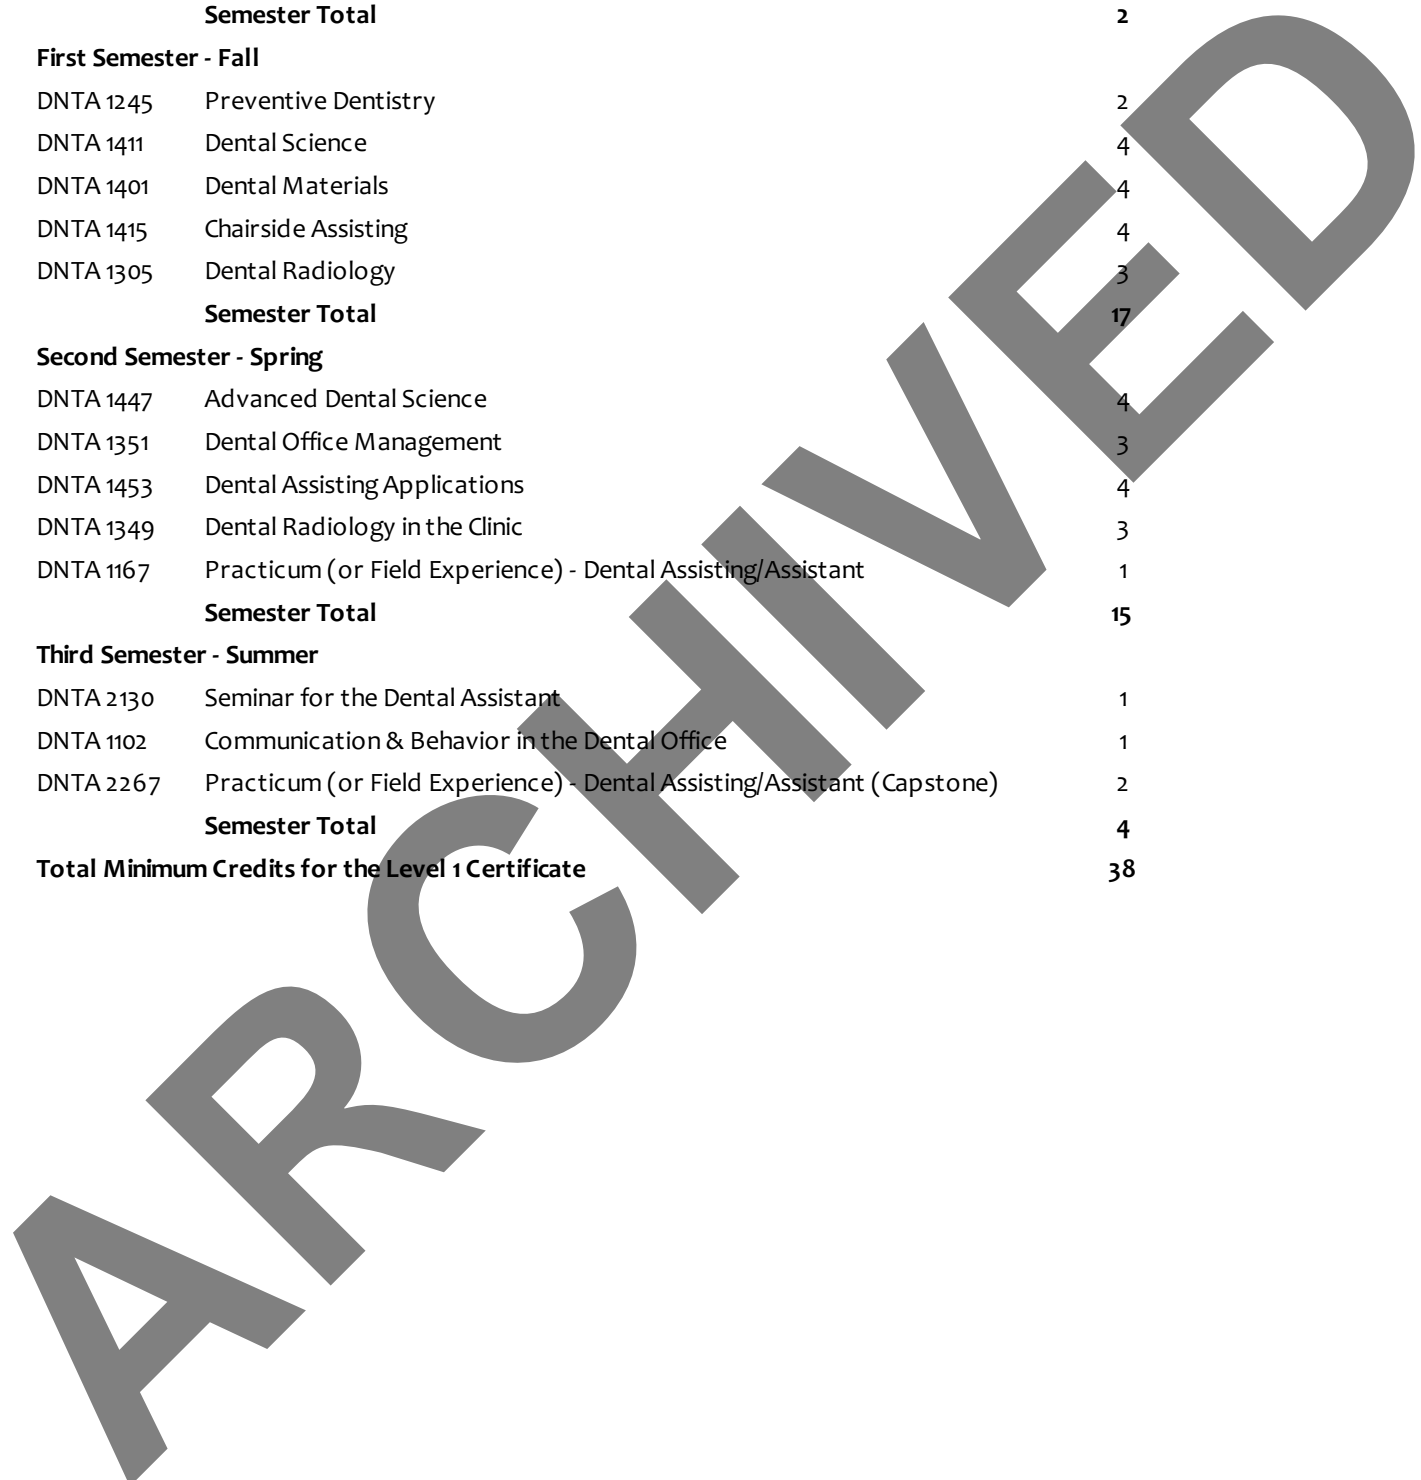 Semester Total 2
First Semester - Fall
DNTA 1245 Preventive Dentistry 2
DNTA 1411 Dental Science 4
DNTA 1401 Dental Materials 4
DNTA 1415 Chairside Assisting 4
DNTA 1305 Dental Radiology 3
Semester Total 17
Second Semester - Spring
DNTA 1447 Advanced Dental Science 4
DNTA 1351 Dental Office Management 3
DNTA 1453 Dental Assisting Applications 4
DNTA 1349 Dental Radiology in the Clinic 3
DNTA 1167 Practicum (or Field Experience) - Dental Assisting/Assistant 1
Semester Total 15
Third Semester - Summer
DNTA 2130 Seminar for the Dental Assistant 1
DNTA 1102 Communication & Behavior in the Dental Office 1
DNTA 2267 Practicum (or Field Experience) - Dental Assisting/Assistant (Capstone) 2
Semester Total 4
Total Minimum Credits for the Level 1 Certificate 38
ARCHIVED